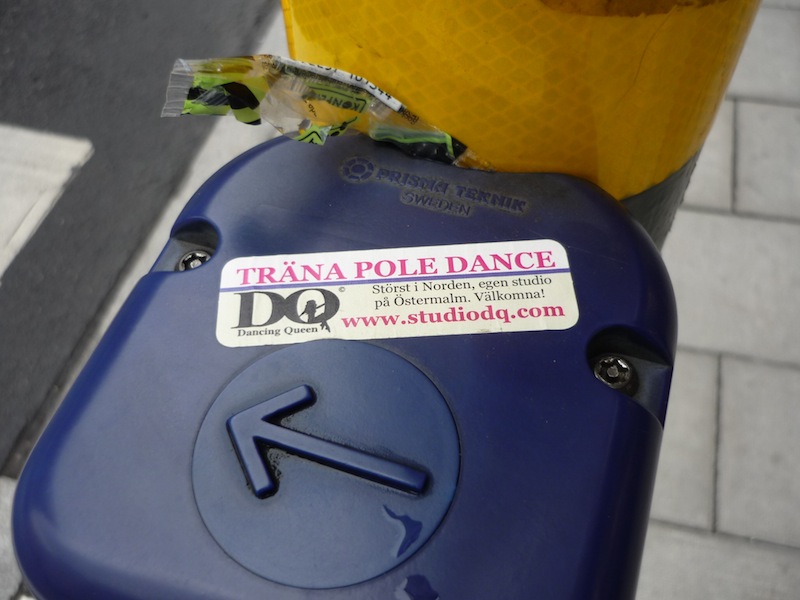 PRISMA TEKNIK
SWEDEN
TRÄNA POLE DANCE
DQ ©
Dancing Queen
Störst i Norden, egen studio
på Östermalm. Välkomna!
www.studiodq.com